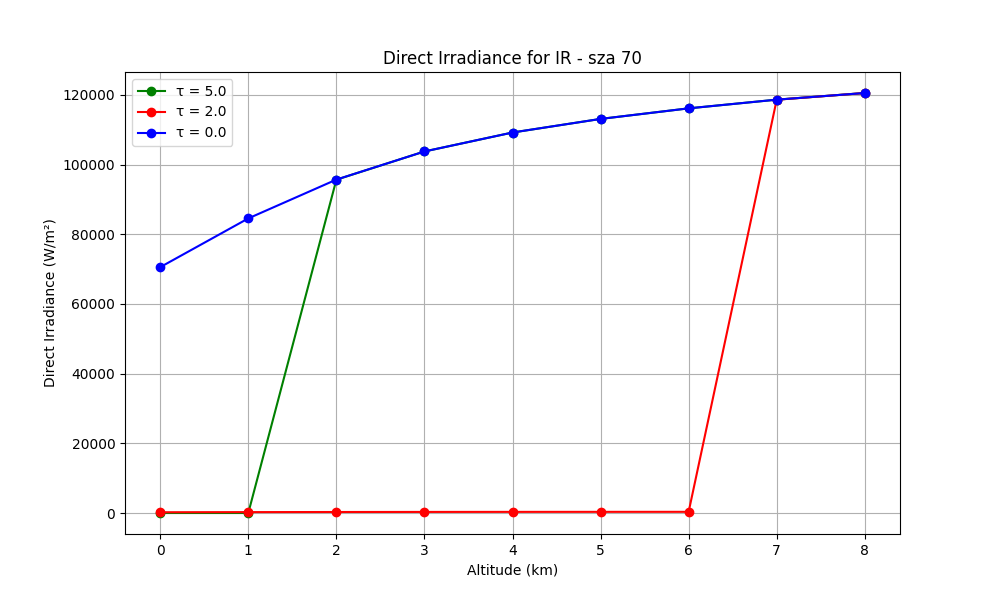 Direct Irradiance for IR - sza 70
τ = 5.0
τ = 2.0
τ = 0.0
Direct Irradiance (W/m²)
120000
100000
80000
60000
40000
20000
0
0 1 2 3 4 5 6 7 8
Altitude (km)